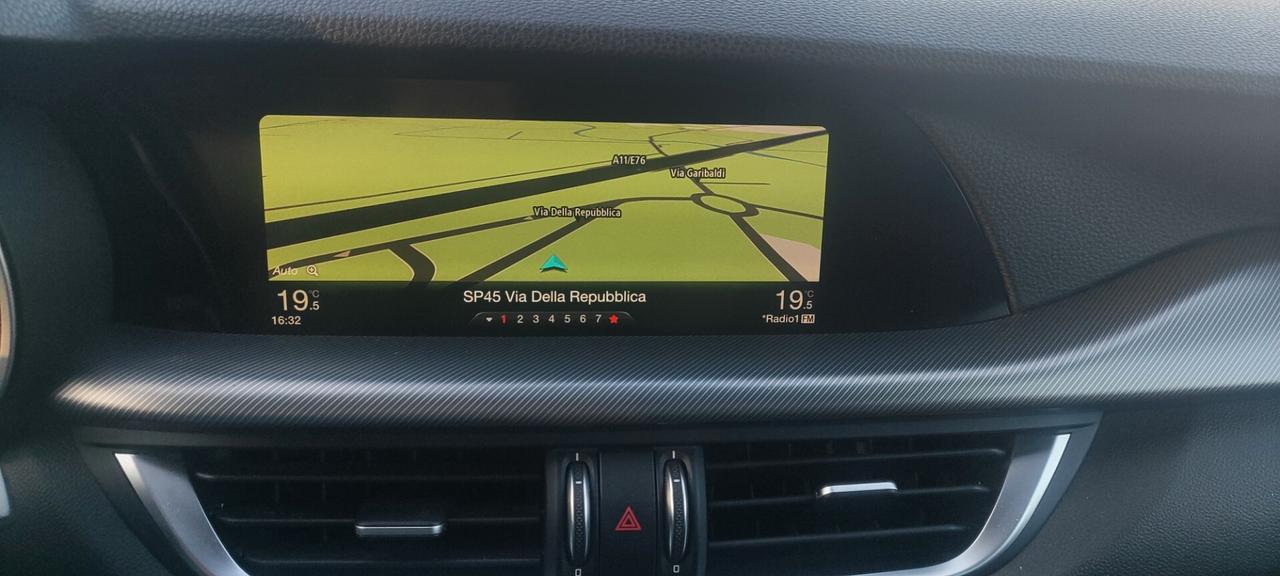 A11/E76
Via Garibaldi
Via Della Repubblica
Auto
19.5 °C
SP45 Via Della Repubblica
19.5 °C
16:32
1 2 3 4 5 6 7
*Radio1 FM